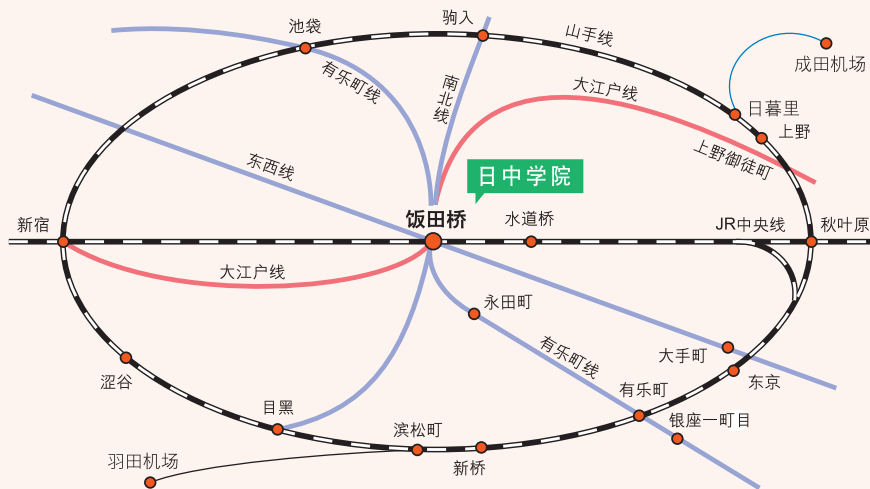 池袋
驹入
山手线
成田机场
有乐町线
南北线
大江户线
日暮里
上野
上野御徒町
东西线
日中学院
新宿
饭田桥
水道桥
JR中央线
秋叶原
大江户线
永田町
有乐町线
大手町
东京
涩谷
目黑
有乐町
银座一町目
滨松町
新桥
羽田机场